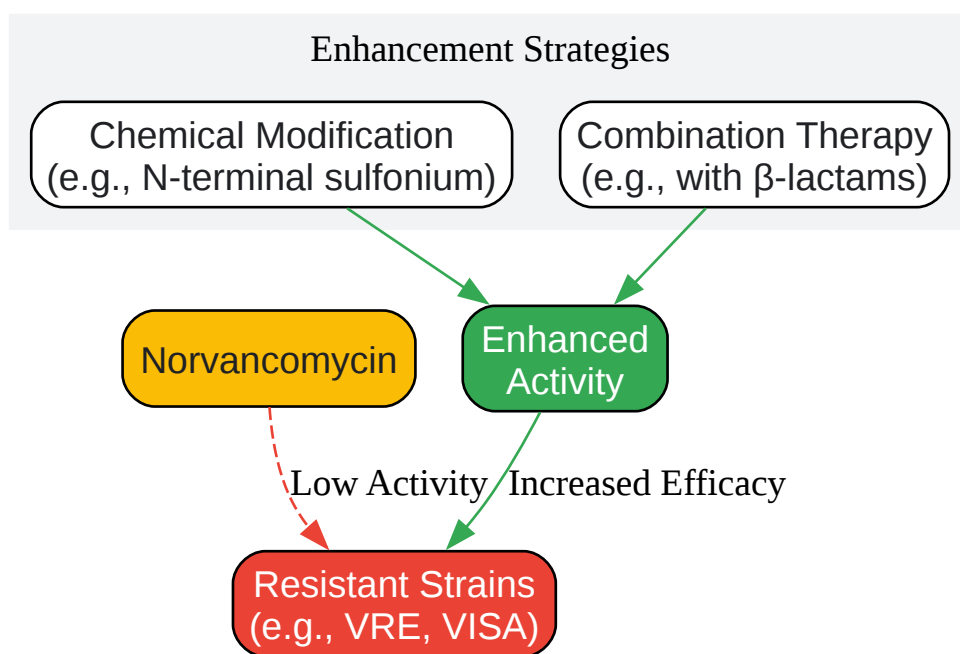 Enhancement Strategies
Chemical Modification
(e.g., N-terminal sulfonium)
Combination Therapy
(e.g., with β-lactams)
Norvancomycin
Enhanced
Activity
Low Activity
Increased Efficacy
Resistant Strains
(e.g., VRE, VISA)